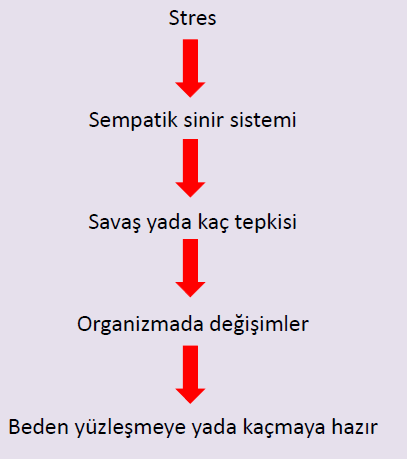 Stres
Sempatik sinir sistemi
Savaş yada kaç tepkisi
Organizmada değişimler
Beden yüzleşmeye yada kaçmaya hazır